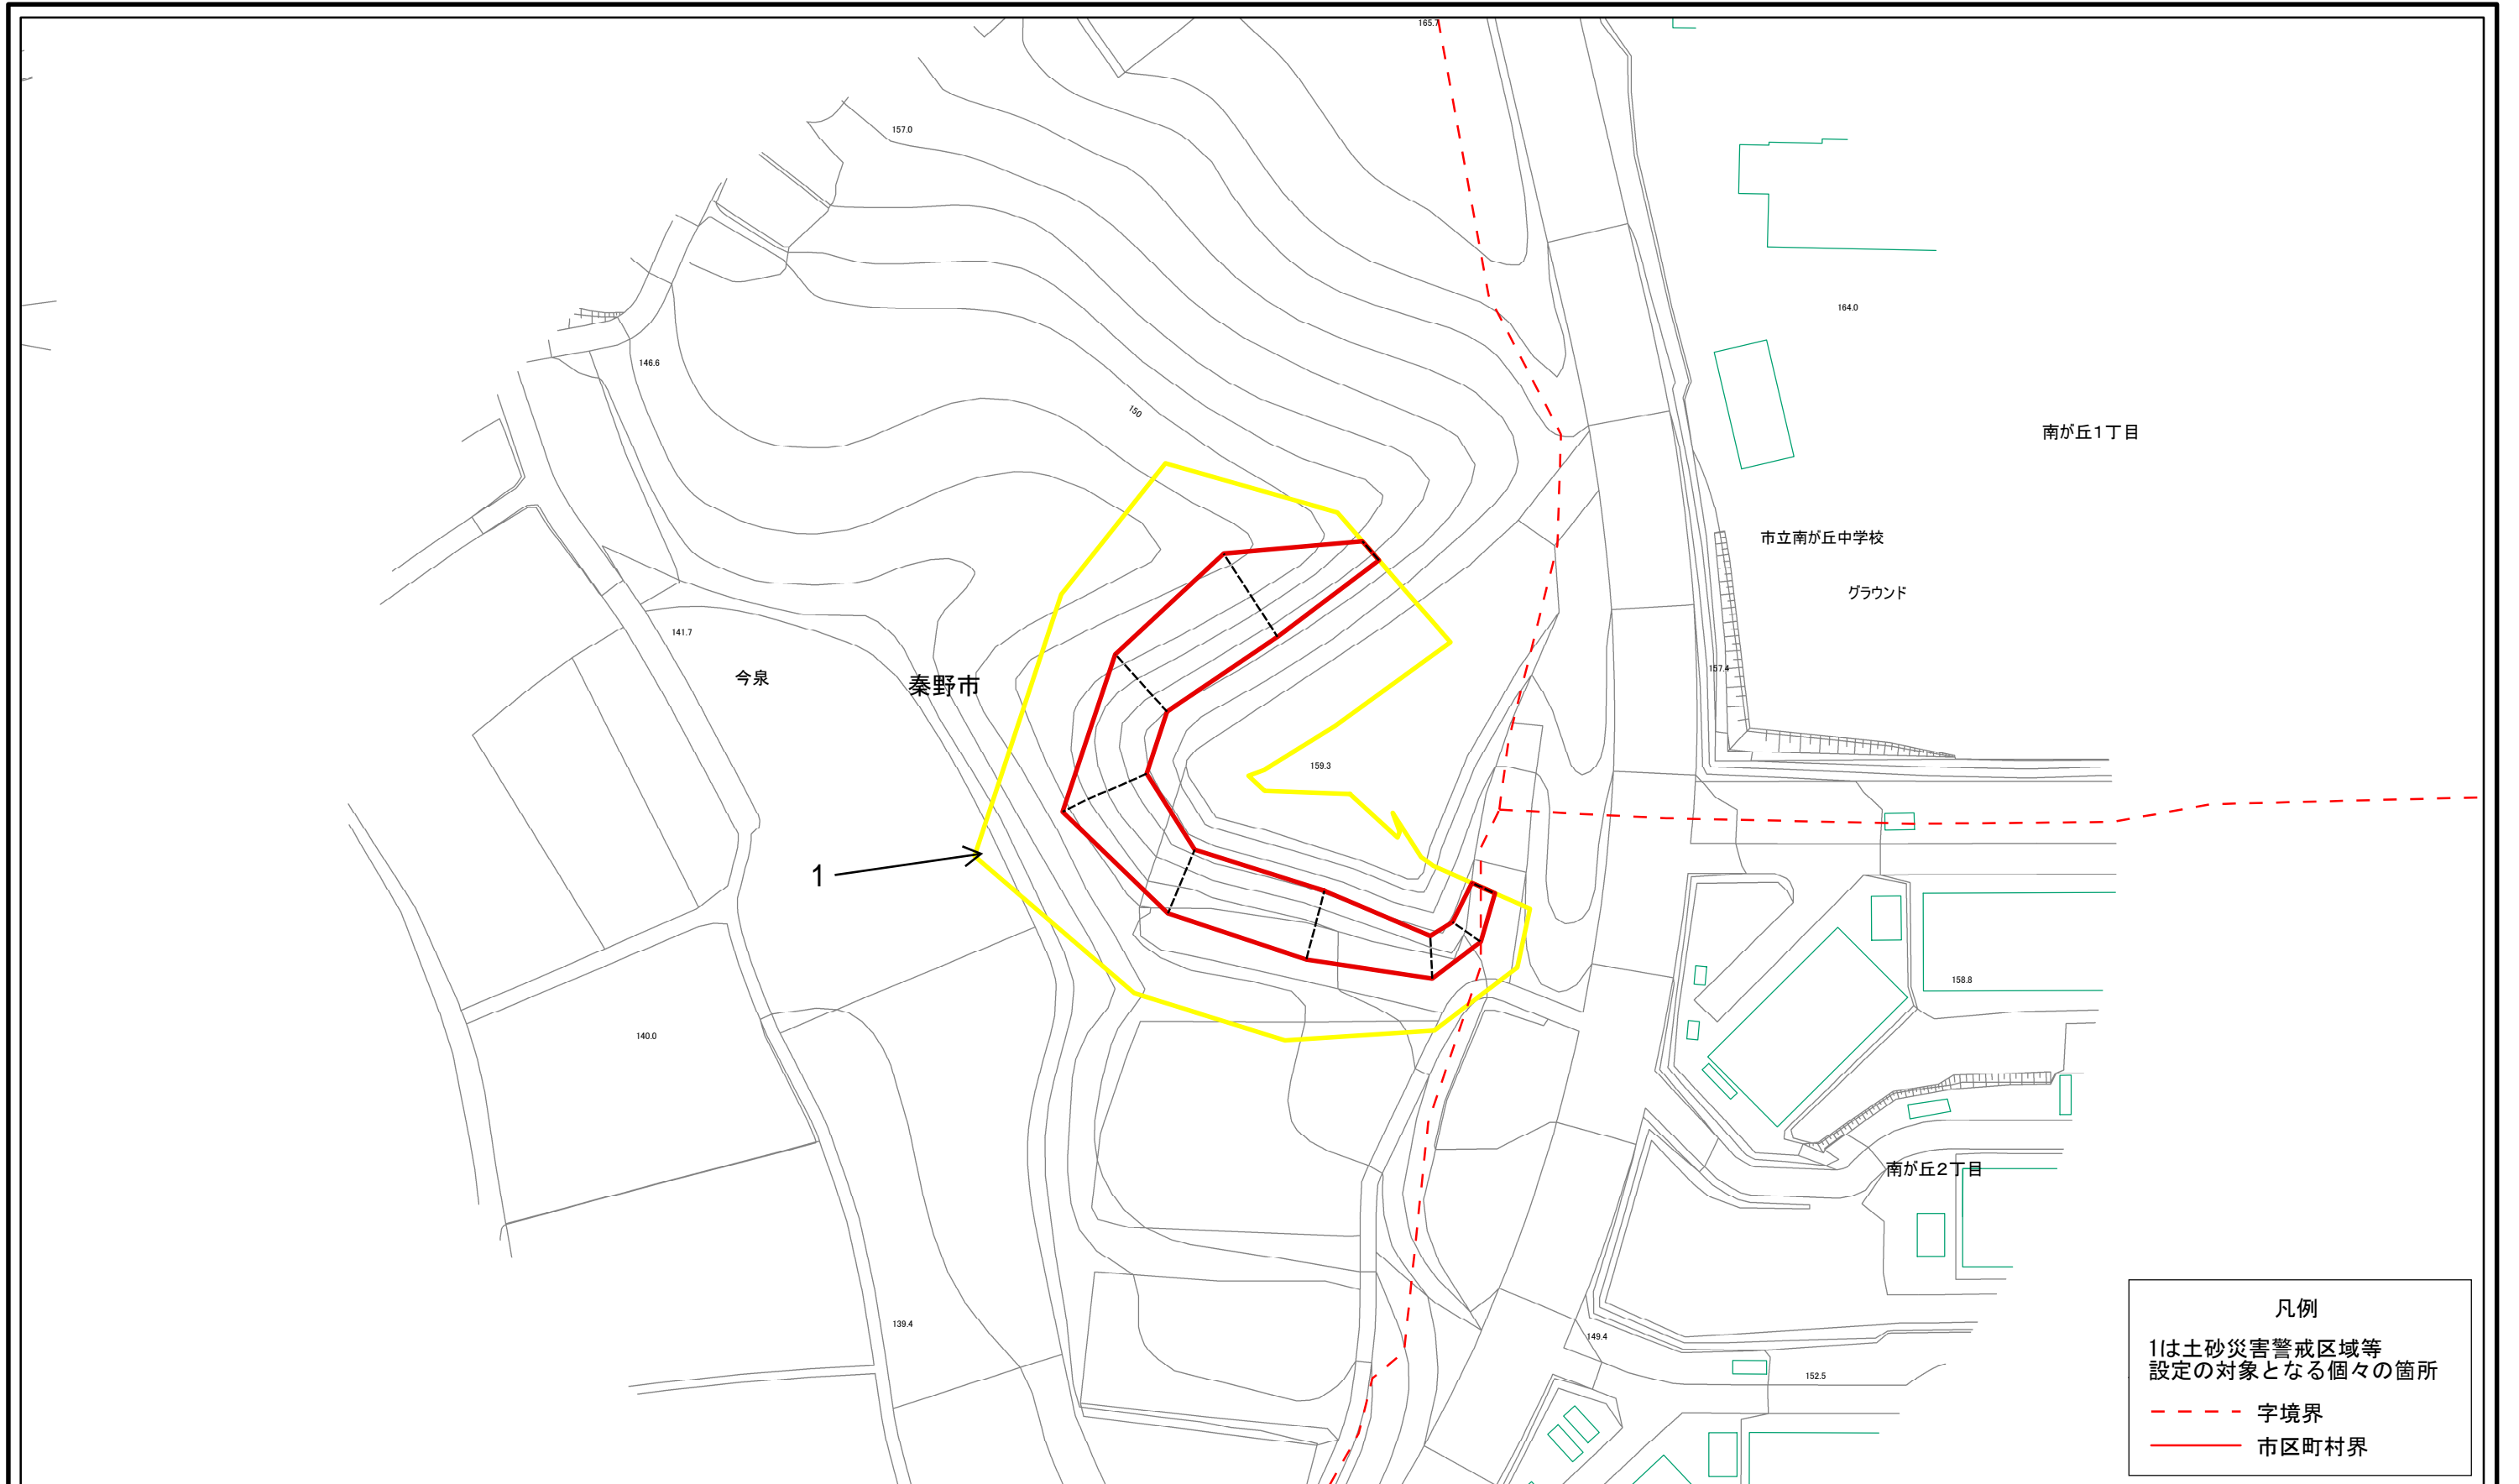 165.7
157.0
164.0
146.6
150
南が丘1丁目
市立南が丘中学校
グラウンド
141.7
157.4
今泉
秦野市
159.3
1
158.8
140.0
南が丘2丁目
139.4
149.4
152.5
凡例
1は土砂災害警戒区域等
設定の対象となる個々の箇所
字境界
市区町村界